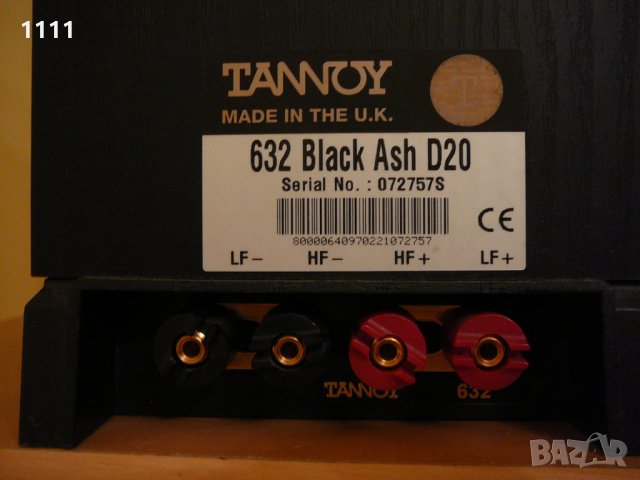 1111
TANNOY
MADE IN THE U.K.
632 Black Ash D20
Serial No. : 072757S
80000640970221072757
CE
LF- HF- HF+ LF+
TANNOY 632
BAZAR